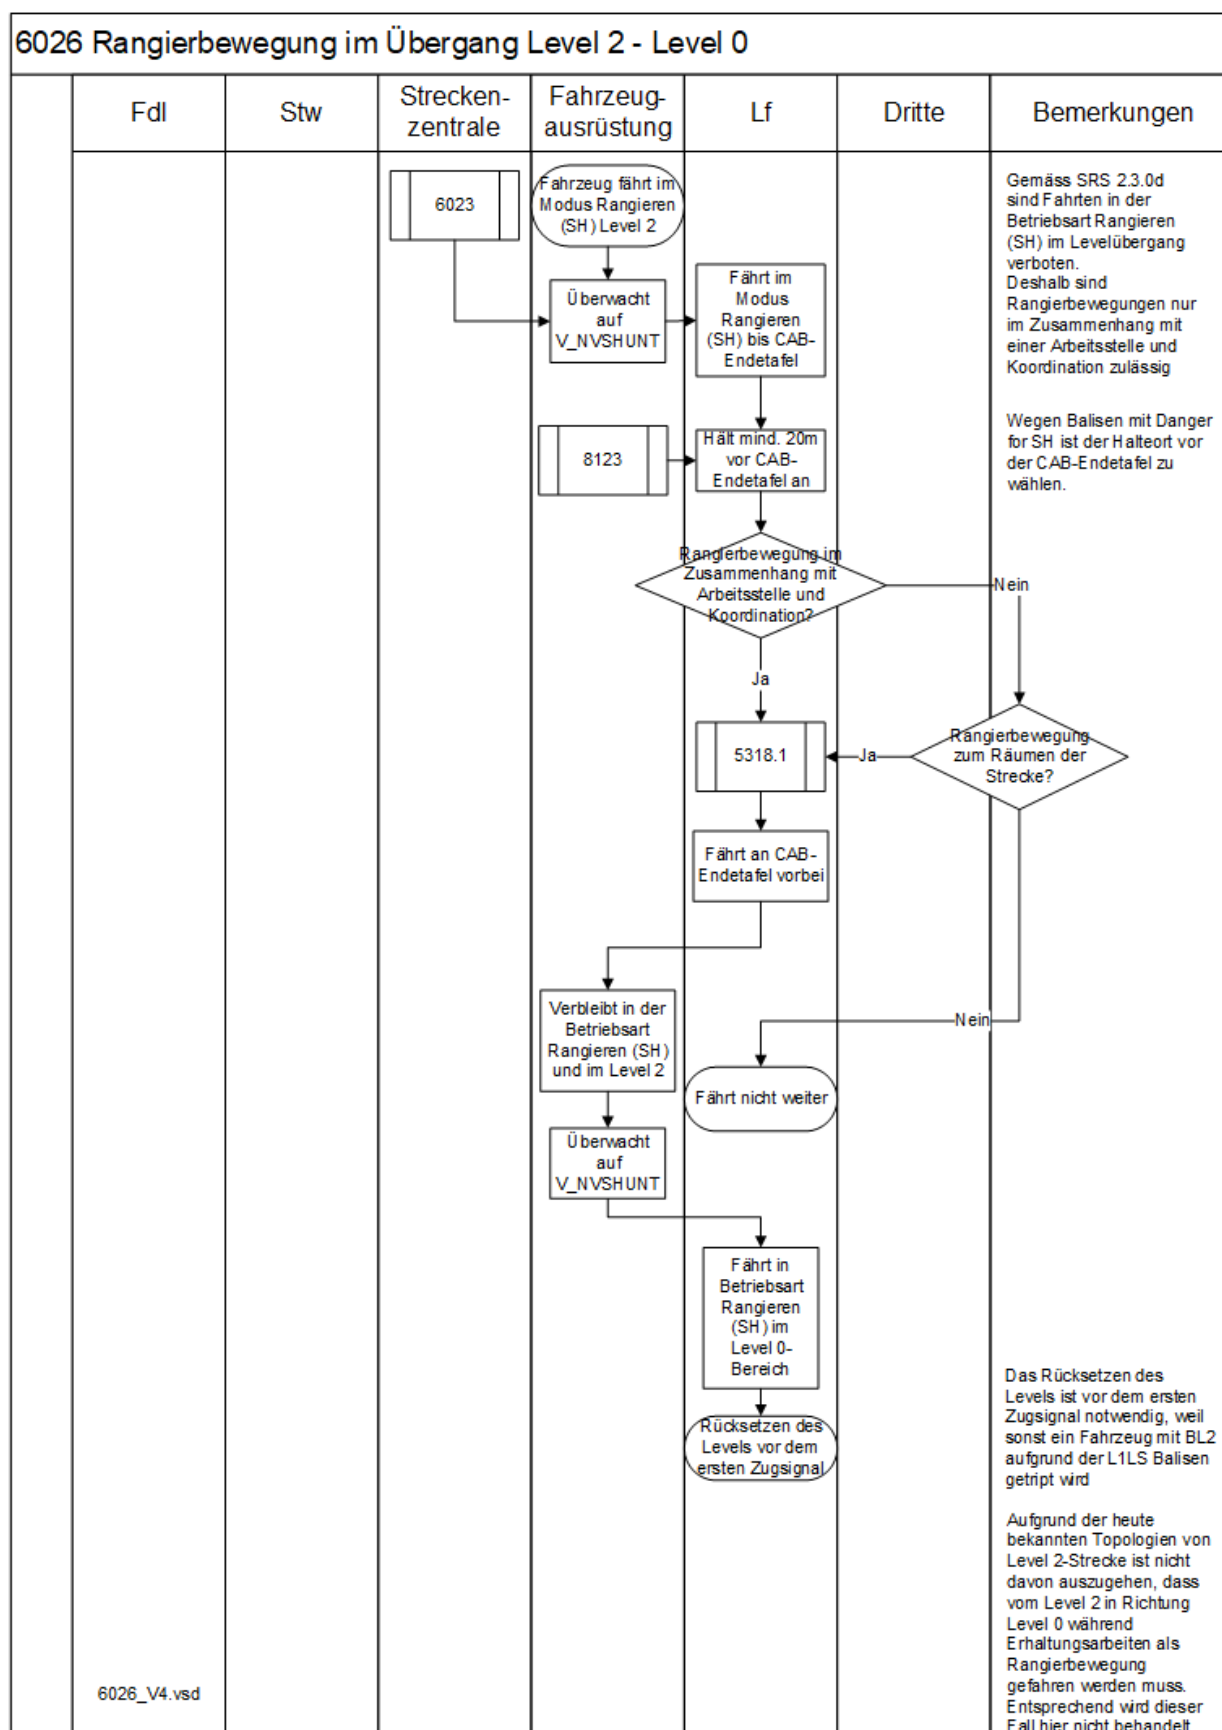 6026 Rangierbewegung im Übergang Level 2 - Level 0
Fdl
Stw
Strecken-
zentrale
Fahrzeug-
ausrüstung
Lf
Dritte
Bemerkungen
6023
Fahrzeug fährt im
Modus Rangieren
(SH) Level 2
Gemäss SRS 2.3.0d
sind Fahrten in der
Betriebsart Rangieren
(SH) im Levelübergang
verboten.
Deshalb sind
Rangierbewegungen nur
im Zusammenhang mit
einer Arbeitsstelle und
Koordination zulässig
Überwacht
auf
V_NVSHUNT
Fährt im
Modus
Rangieren
(SH) bis CAB-
Endetafel
8123
Hält mind. 20m
vor CAB-
Endetafel an
Wegen Balisen mit Danger
for SH ist der Halteort vor
der CAB-Endetafel zu
wählen.
Rangierbewegung im
Zusammenhang mit
Arbeitsstelle und
Koordination?
Nein
Ja
5318.1
Ja
Rangierbewegung
zum Räumen der
Strecke?
Fährt an CAB-
Endetafel vorbei
Verbleibt in der
Betriebsart
Rangieren (SH)
und im Level 2
Nein
Fährt nicht weiter
Überwacht
auf
V_NVSHUNT
Fährt in
Betriebsart
Rangieren
(SH) im
Level 0-
Bereich
Rücksetzen des
Levels vor dem
ersten Zugsignal
Das Rücksetzen des
Levels ist vor dem ersten
Zugsignal notwendig, weil
sonst ein Fahrzeug mit BL2
aufgrund der L1LS Balisen
getript wird
Aufgrund der heute
bekannten Topologien von
Level 2-Strecke ist nicht
davon auszugehen, dass
vom Level 2 in Richtung
Level 0 während
Erhaltungsarbeiten als
Rangierbewegung
gefahren werden muss.
Entsprechend wird dieser
Fall hier nicht behandelt
6026_V4.vsd